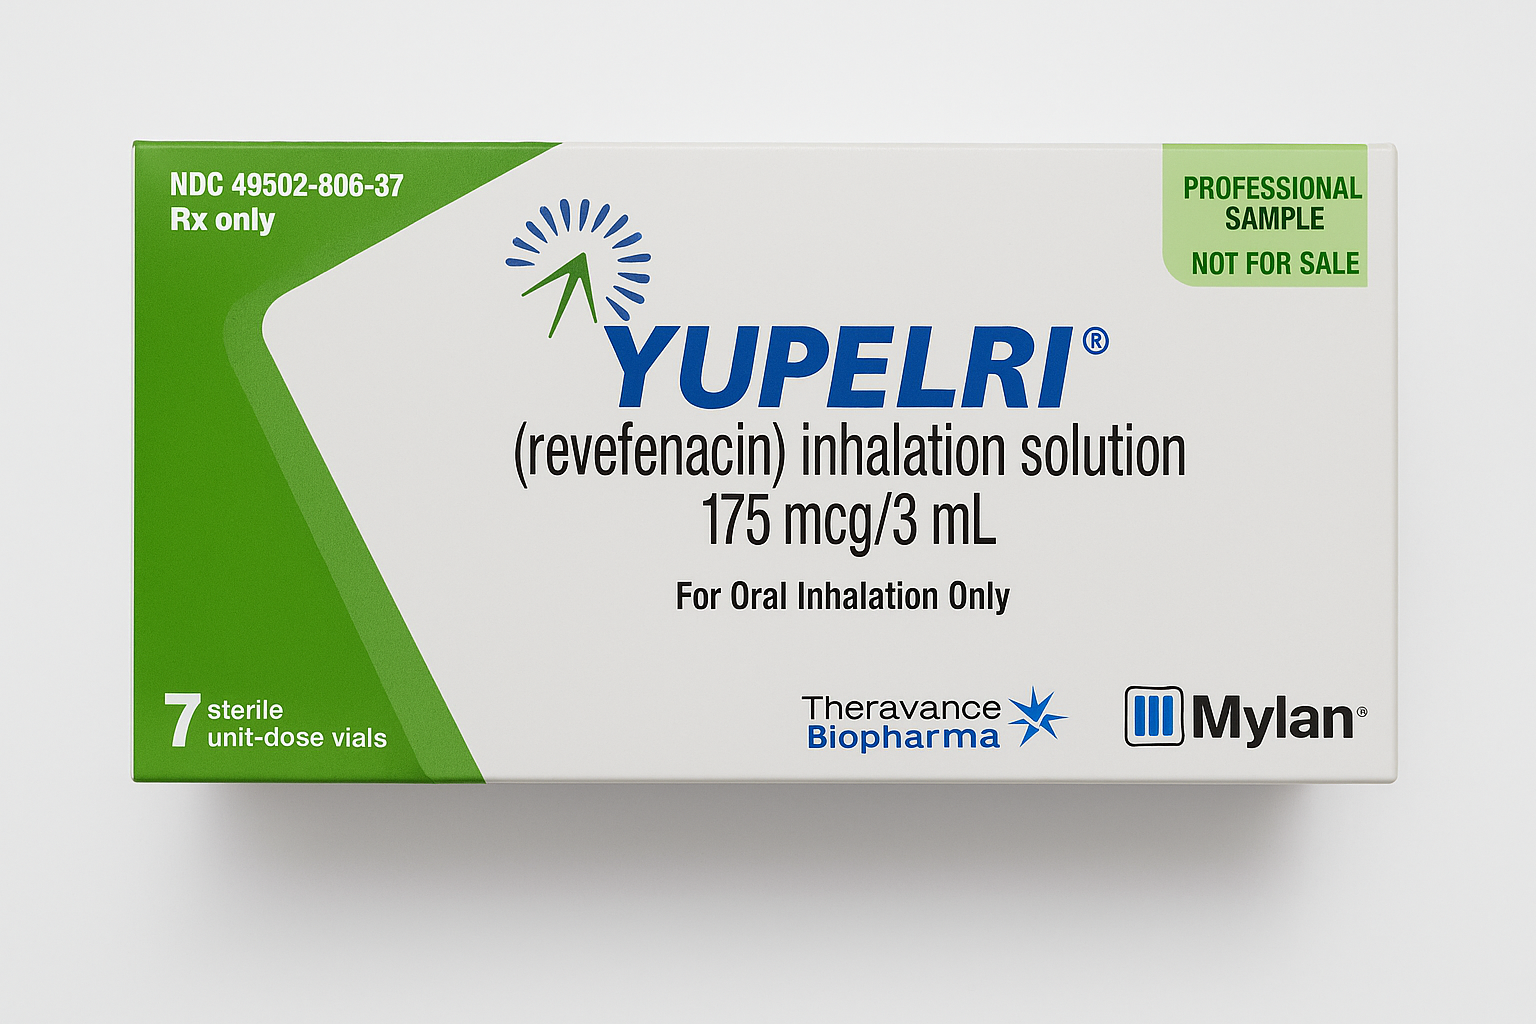 NDC 49502-806-37
Rx only
PROFESSIONAL
SAMPLE
NOT FOR SALE
YUPELRI®
(revefenacin) inhalation solution
175 mcg/3 mL
For Oral Inhalation Only
7 sterile
unit-dose vials
Theravance
Biopharma
Mylan®